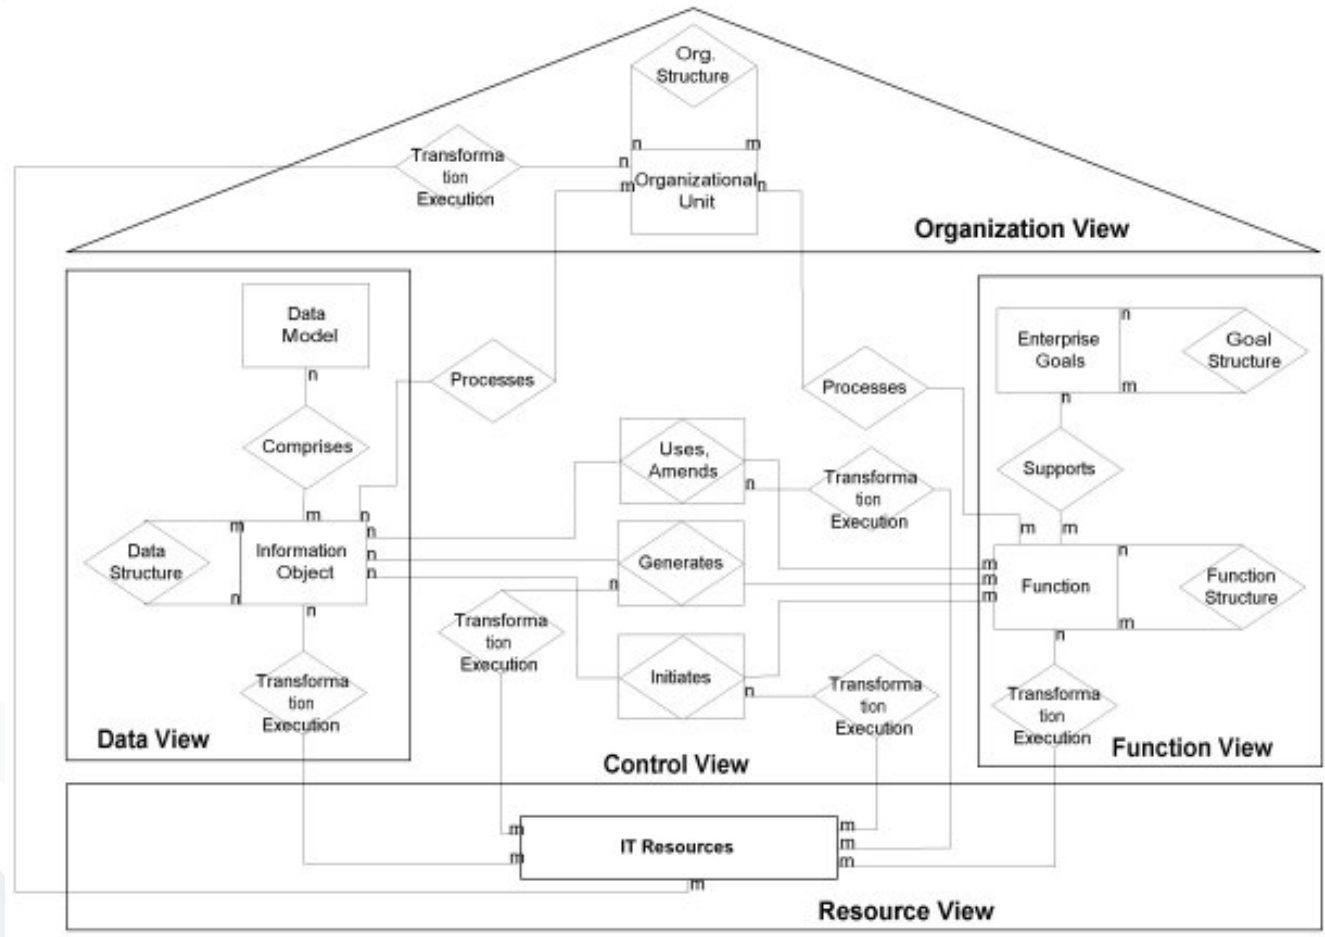 Org.
Structure
n
m
Transforma
tion
Execution
n
m
Organizational
Unit
n
Organization View
Data
Model
n
Comprises
m
n
Processes
Processes
Enterprise
Goals
n
m
Goal
Structure
n
Supports
m
m
Uses,
Amends
n
Transforma
tion
Execution
Data
Structure
m
n
Information
Object
n
n
n
n
Generates
n
m
m
m
Function
n
m
Function
Structure
n
Transforma
tion
Execution
Transforma
tion
Execution
Initiates
n
Transforma
tion
Execution
Transforma
tion
Execution
Data View
Control View
Function View
m
m
IT Resources
m
m
m
m
Resource View